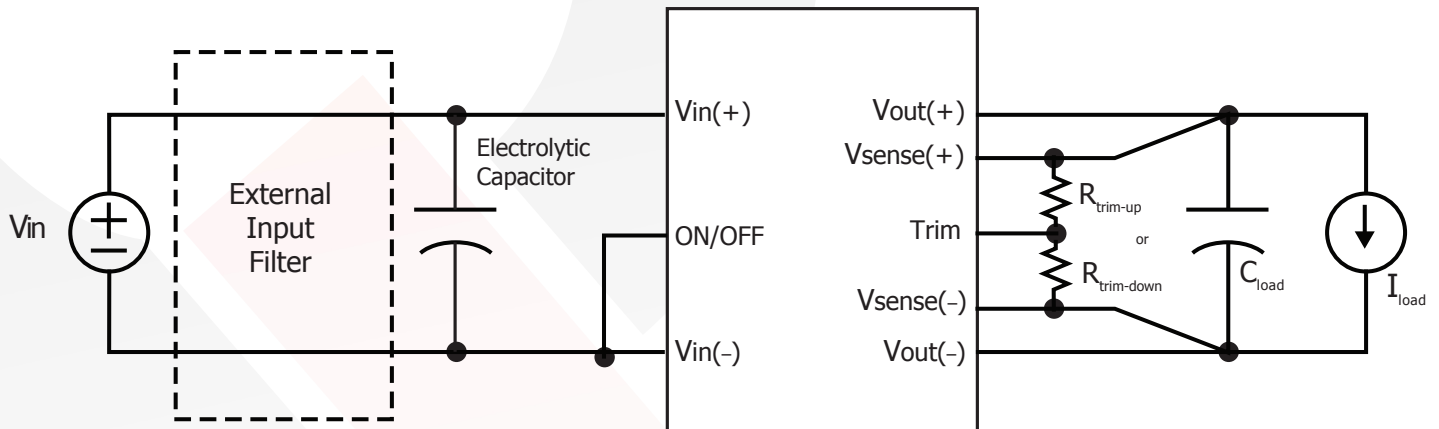 Vin
External
Input
Filter
Electrolytic
Capacitor
Vin(+)
ON/OFF
Vin(–)
Vout(+)
Vsense(+)
Trim
Vsense(–)
Vout(–)
Rtrim-up
or
Rtrim-down
Cload
Iload